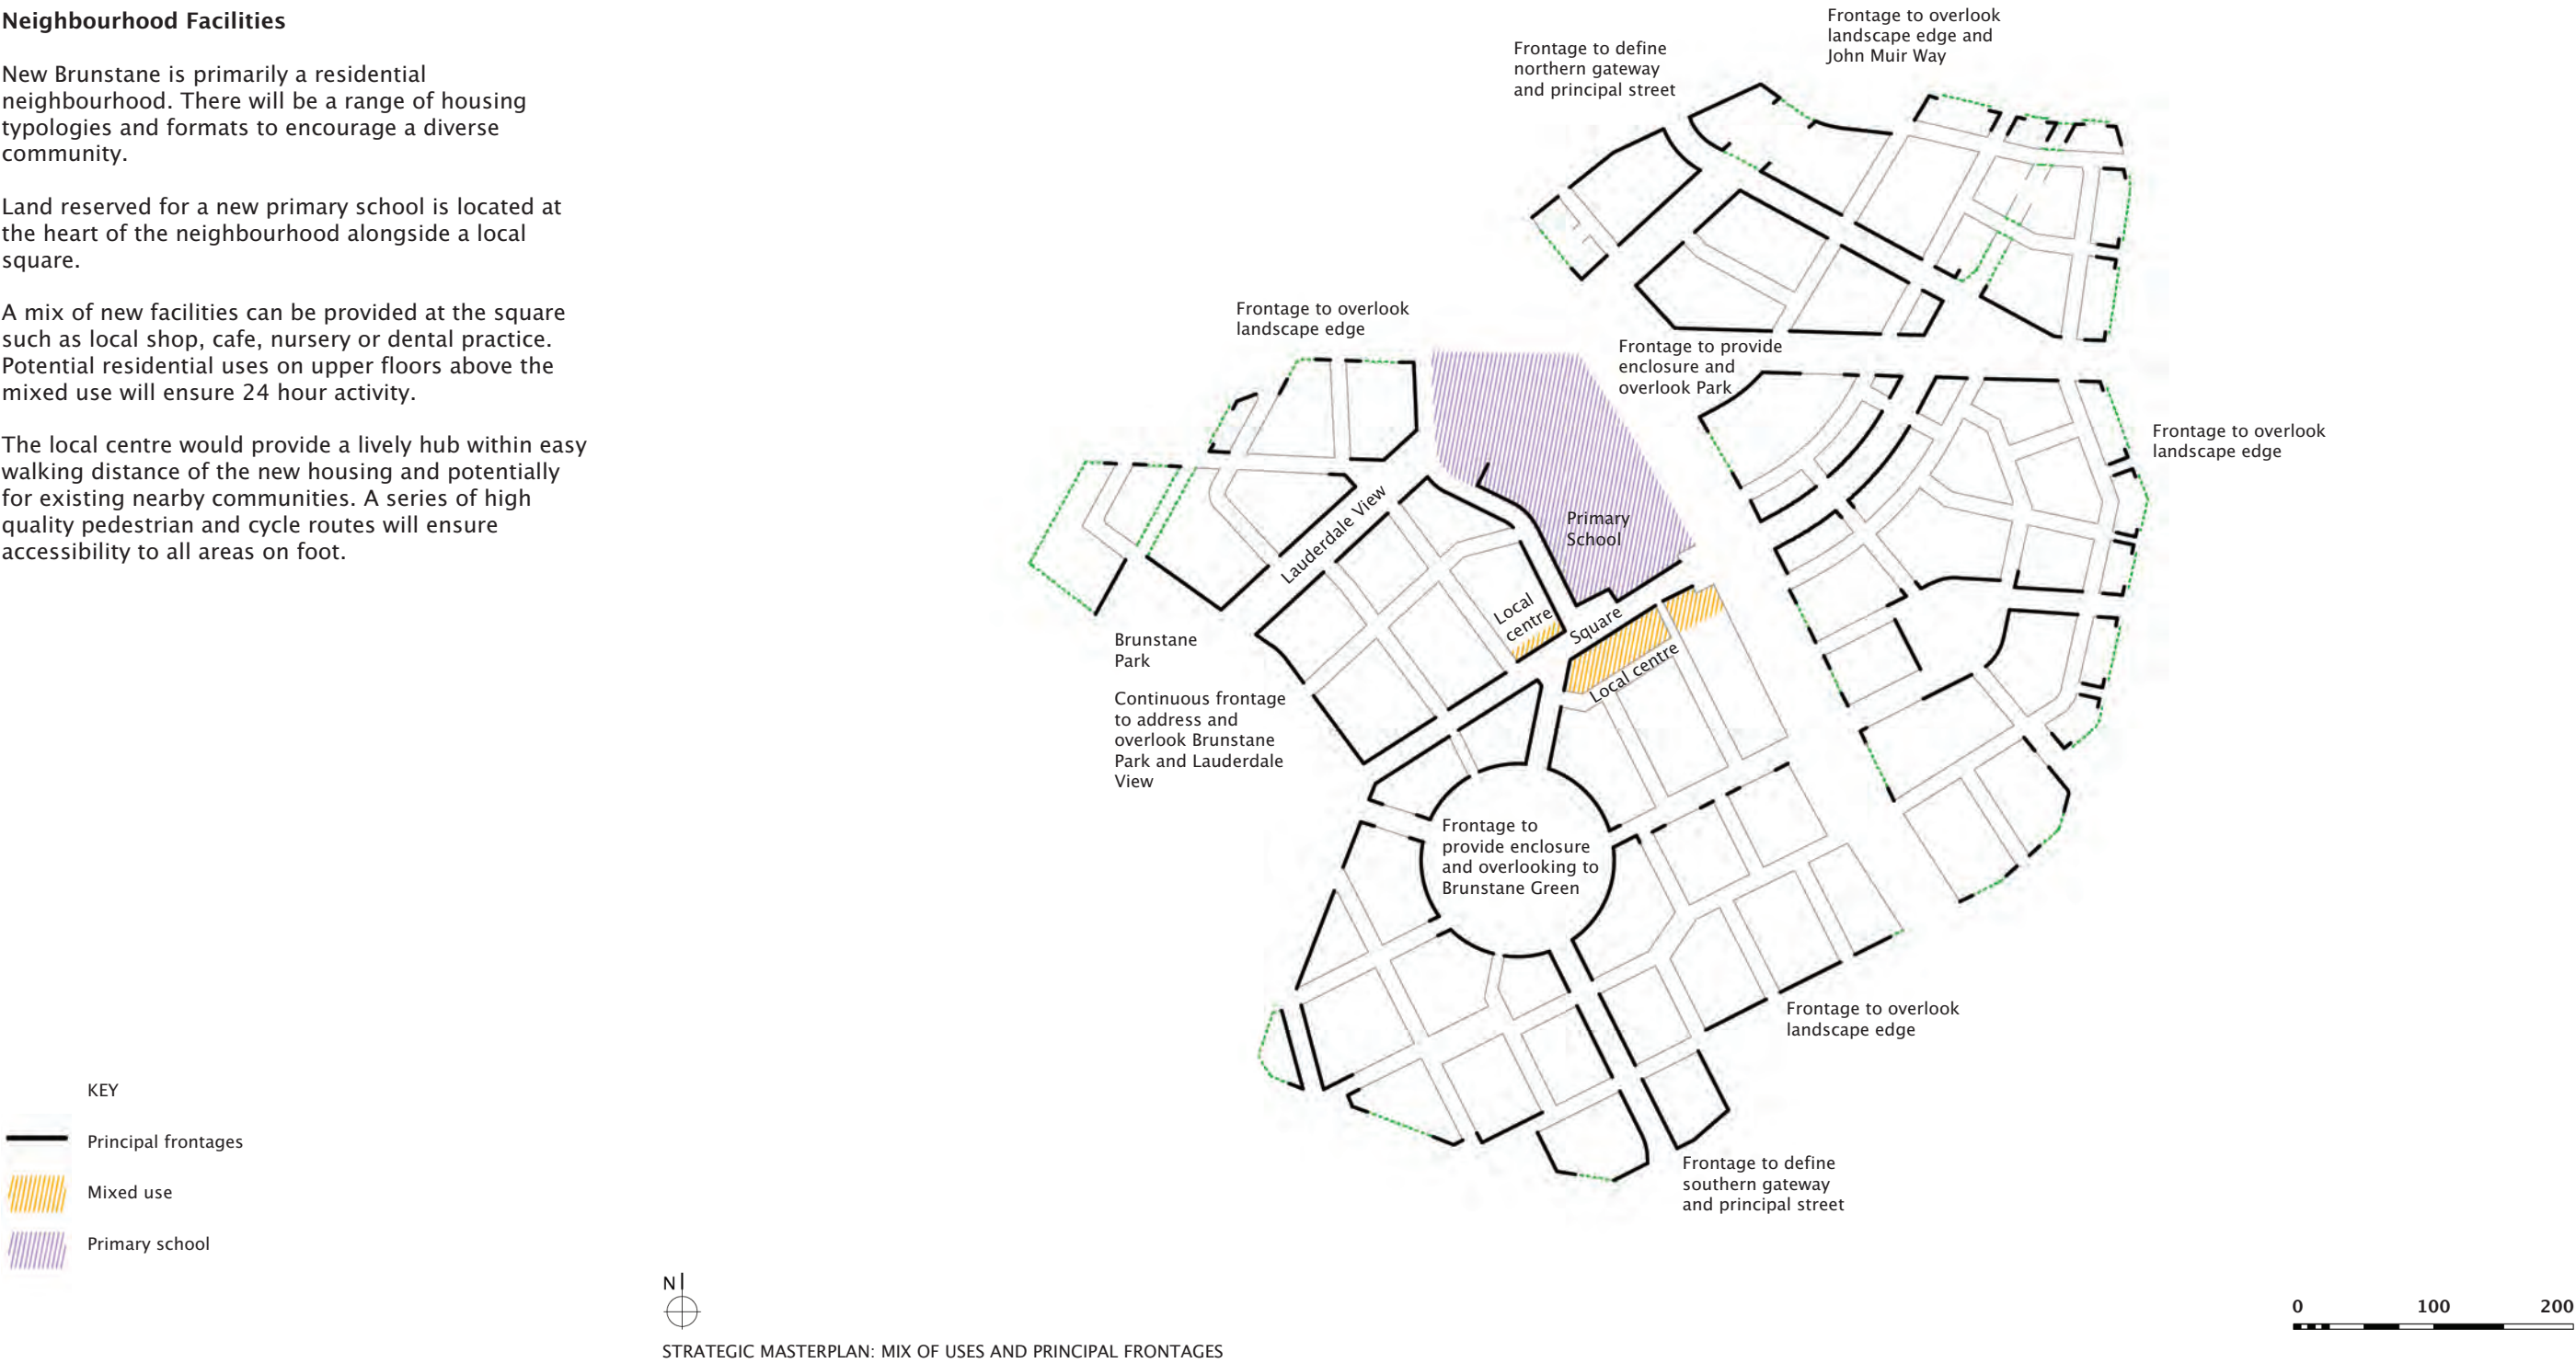 Neighbourhood Facilities
New Brunstane is primarily a residential
neighbourhood. There will be a range of housing
typologies and formats to encourage a diverse
community.
Land reserved for a new primary school is located at
the heart of the neighbourhood alongside a local
square.
A mix of new facilities can be provided at the square
such as local shop, cafe, nursery or dental practice.
Potential residential uses on upper floors above the
mixed use will ensure 24 hour activity.
The local centre would provide a lively hub within easy
walking distance of the new housing and potentially
for existing nearby communities. A series of high
quality pedestrian and cycle routes will ensure
accessibility to all areas on foot.
KEY
Principal frontages
Mixed use
Primary school
Frontage to overlook
landscape edge and
John Muir Way
Frontage to define
northern gateway
and principal street
Frontage to overlook
landscape edge
Frontage to provide
enclosure and
overlook Park
Frontage to overlook
landscape edge
Lauderdale View
Primary
School
Local
centre
Square
Local centre
Brunstane
Park
Continuous frontage
to address and
overlook Brunstane
Park and Lauderdale
View
Frontage to
provide enclosure
and overlooking to
Brunstane Green
Frontage to overlook
landscape edge
Frontage to define
southern gateway
and principal street
N
0 100 200
STRATEGIC MASTERPLAN: MIX OF USES AND PRINCIPAL FRONTAGES